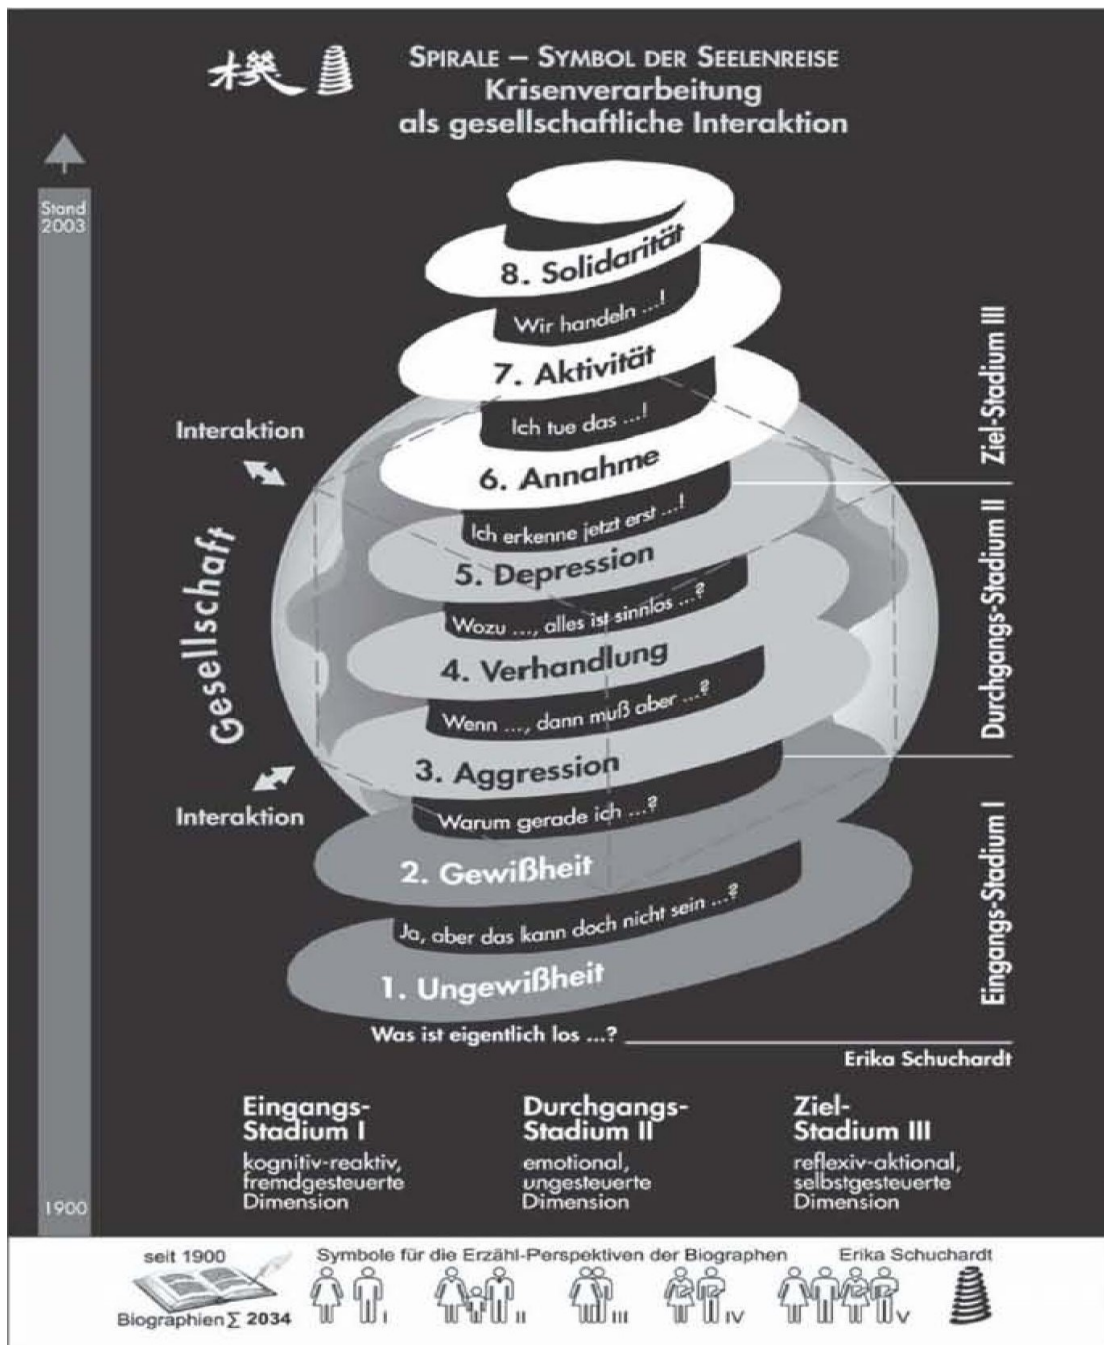 機
SPIRALE – SYMBOL DER SEELENREISE
Krisenverarbeitung
als gesellschaftliche Interaktion
Stand
2003
8. Solidarität
Wir handeln ...!
7. Aktivität
Ich tue das ...!
6. Annahme
Ich erkenne jetzt erst ...!
5. Depression
Wozu ..., alles ist sinnlos ...?
4. Verhandlung
Wenn ..., dann muß aber ...?
3. Aggression
Warum gerade ich ...?
2. Gewißheit
Ja, aber das kann doch nicht sein ...?
1. Ungewißheit
Was ist eigentlich los ...?
Interaktion
Gesellschaft
Interaktion
Ziel-Stadium III
Durchgangs-Stadium II
Eingangs-Stadium I
Erika Schuchardt
Eingangs-
Stadium I
kognitiv-reaktiv,
fremdgesteuerte
Dimension
Durchgangs-
Stadium II
emotional,
ungesteuerte
Dimension
Ziel-
Stadium III
reflexiv-aktional,
selbstgesteuerte
Dimension
1900
seit 1900
Biographien ∑ 2034
Symbole für die Erzähl-Perspektiven der Biographen
Erika Schuchardt
I
II
III
IV
V